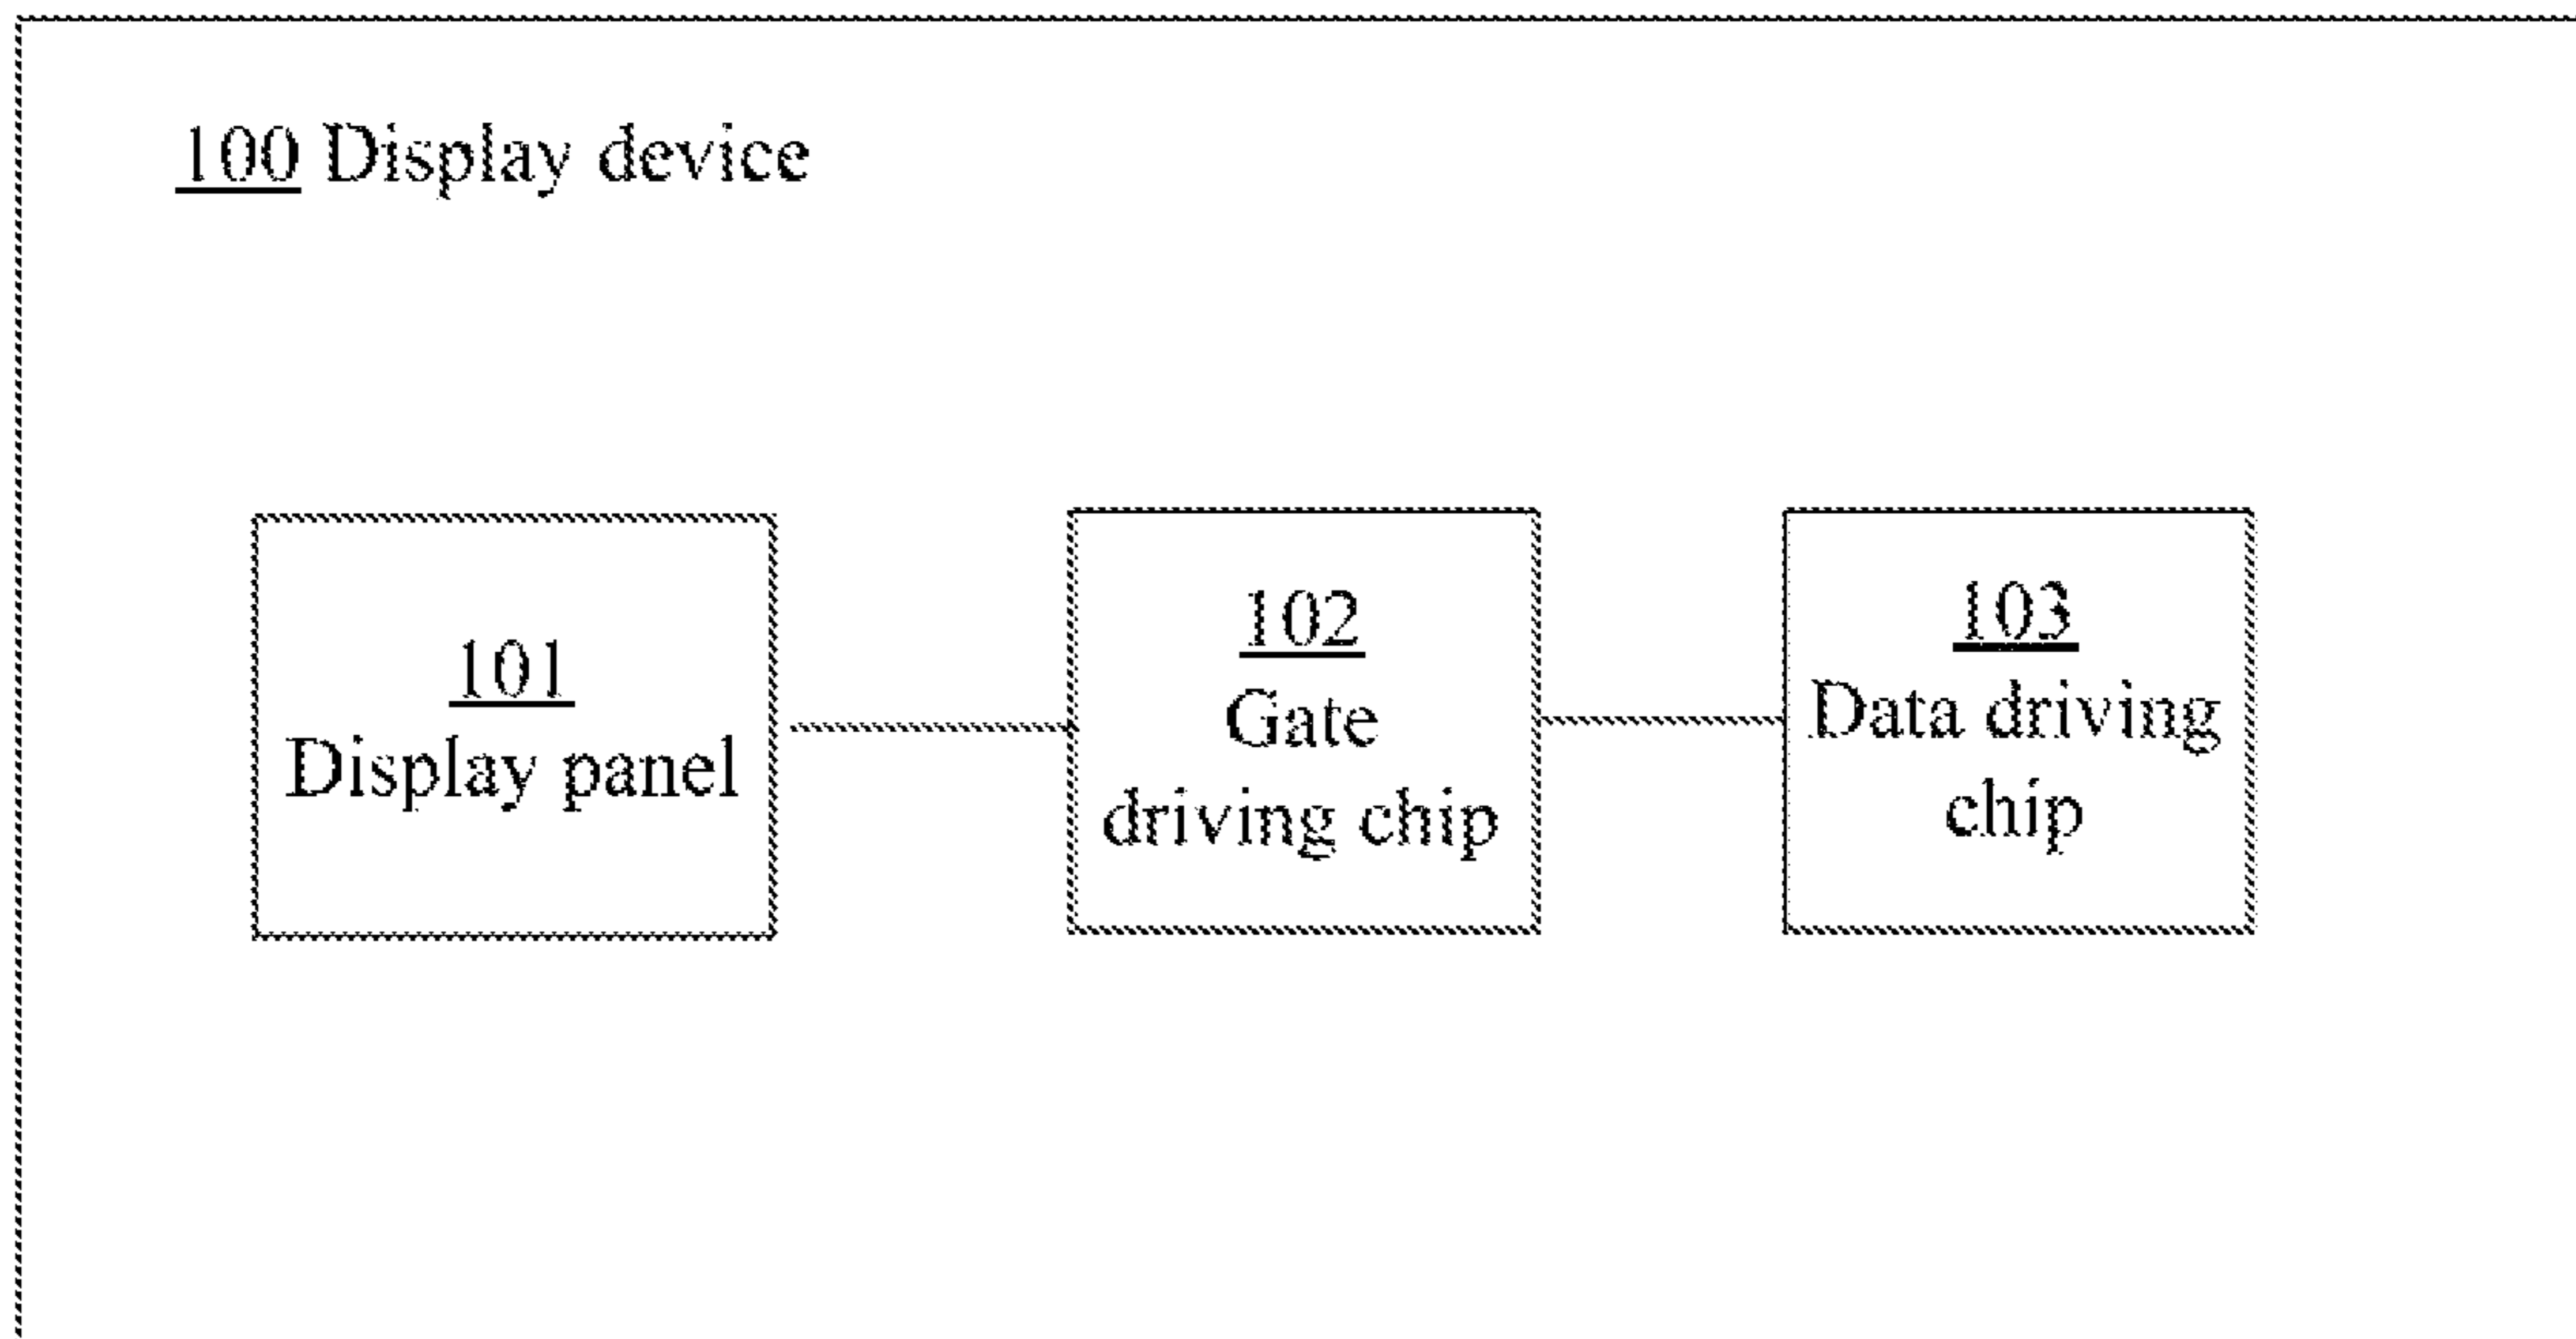 100 Display device
101
Display panel
102
Gate
driving chip
103
Data driving
chip